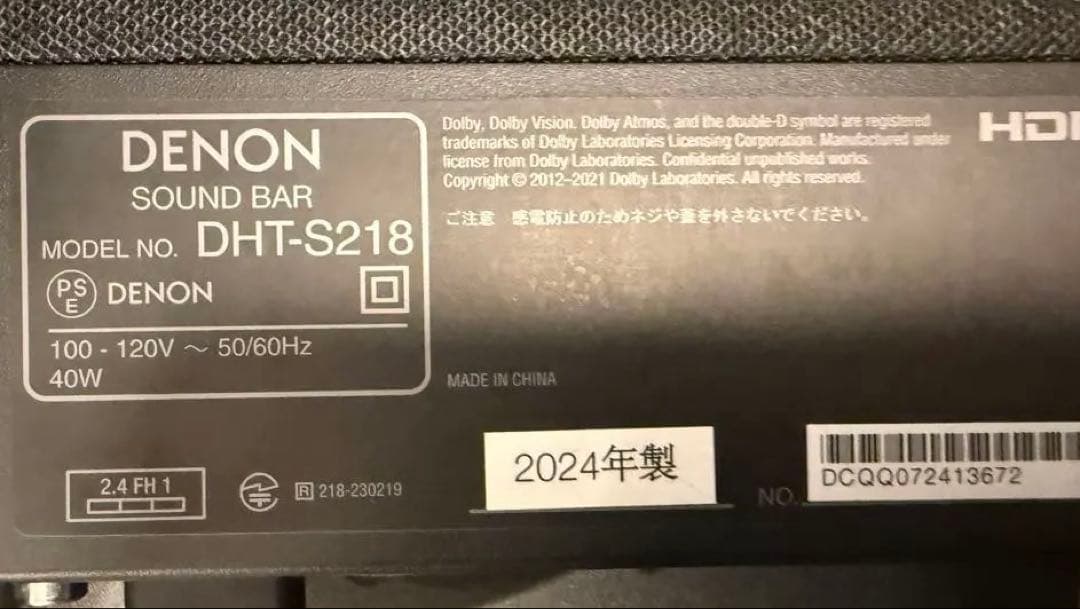 DENON
SOUND BAR
MODEL NO. DHT-S218
PS
E
DENON
100 - 120V ～ 50/60Hz
40W
Dolby, Dolby Vision, Dolby Atmos, and the double-D symbol are registered
trademarks of Dolby Laboratories Licensing Corporation. Manufactured under
license from Dolby Laboratories. Confidential unpublished works.
Copyright © 2012–2021 Dolby Laboratories. All rights reserved.
ご注意 感電防止のためネジや蓋を外さないでください。
HD
MADE IN CHINA
2.4 FH 1
R 218-230219
2024年製
NO.
DCQQ072413672